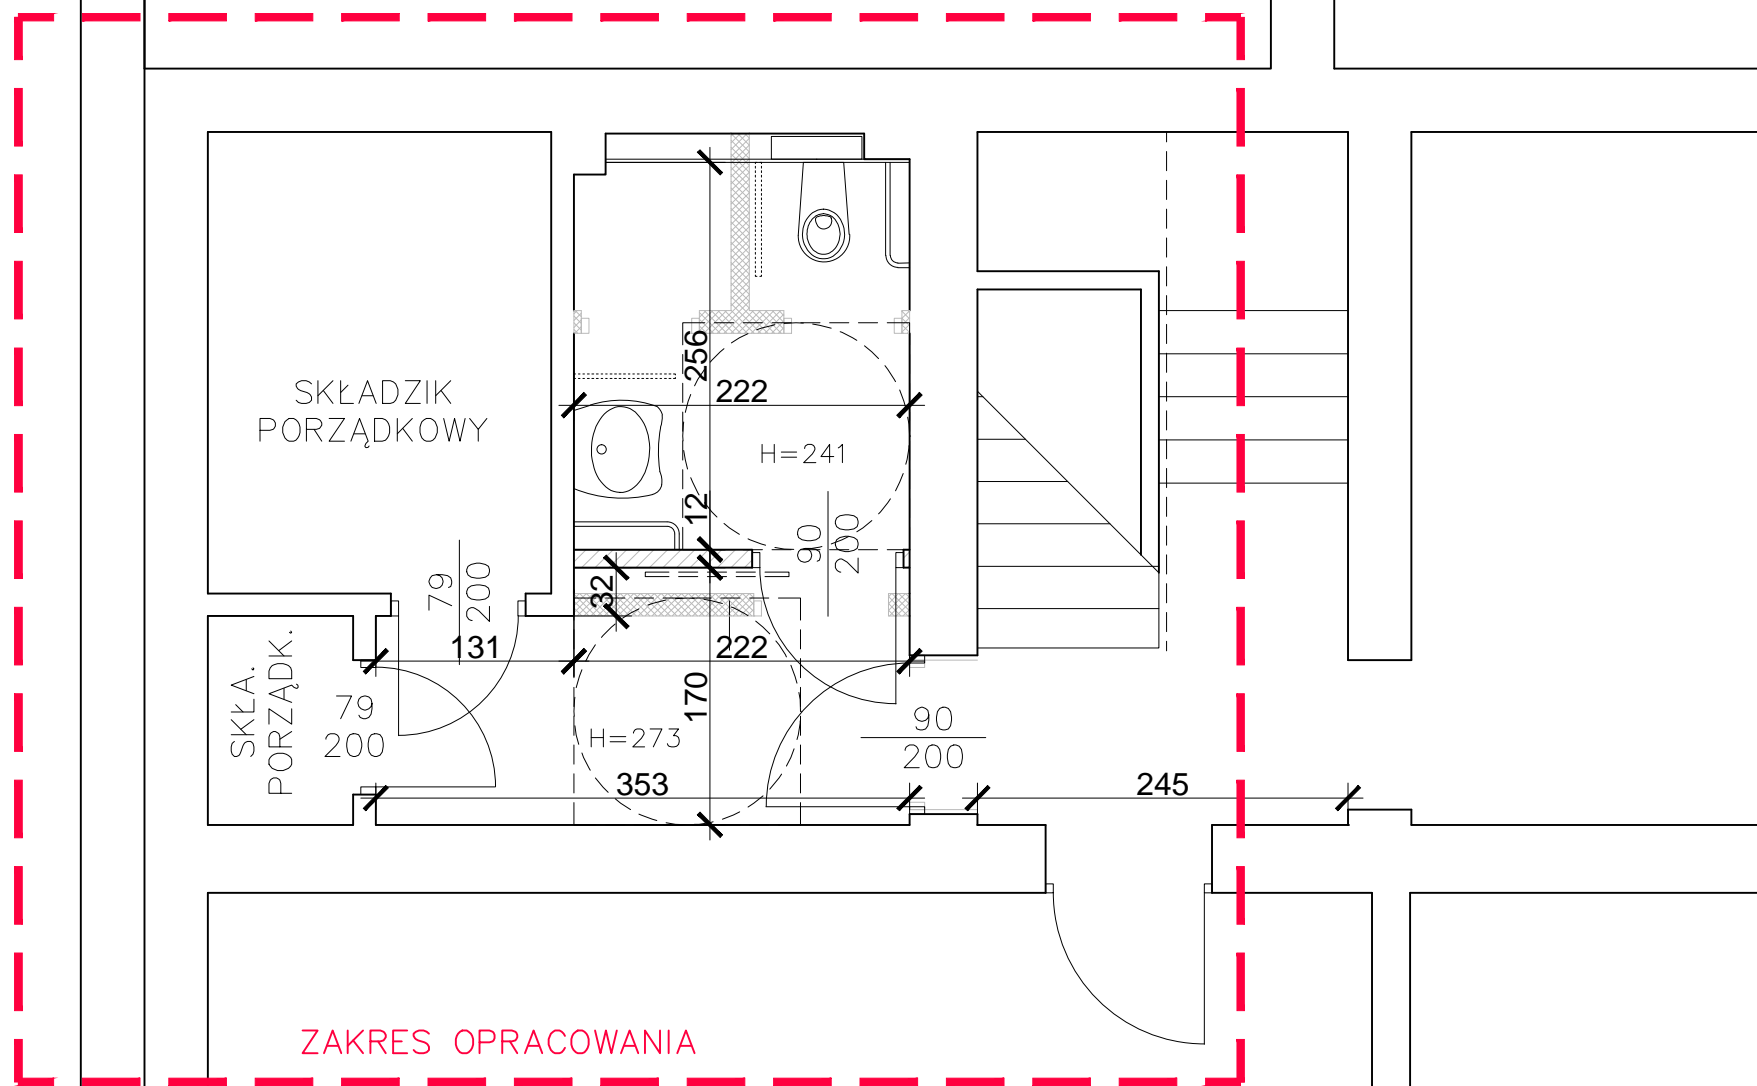 256
222
SKŁADZIK
PORZĄDKOWY
H=241
12
90
200
79
200
32
131
222
SKŁA.
PORZĄDK.
79
200
170
H=273
90
200
353
245
ZAKRES OPRACOWANIA